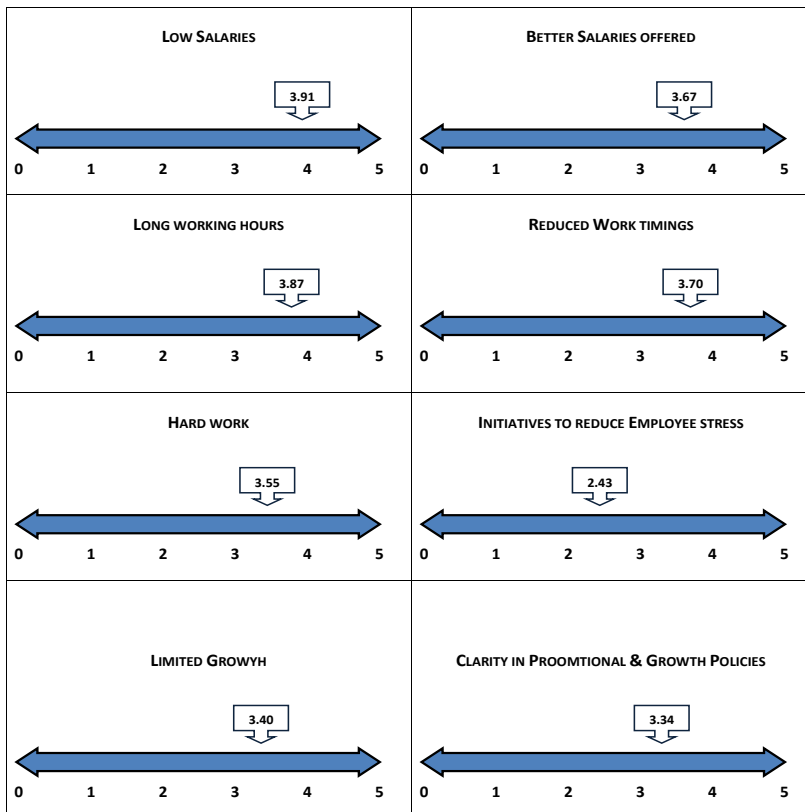 LOW SALARIES
3.91
0 1 2 3 4 5
BETTER SALARIES OFFERED
3.67
0 1 2 3 4 5
LONG WORKING HOURS
3.87
0 1 2 3 4 5
REDUCED WORK TIMINGS
3.70
0 1 2 3 4 5
HARD WORK
3.55
0 1 2 3 4 5
INITIATIVES TO REDUCE EMPLOYEE STRESS
2.43
0 1 2 3 4 5
LIMITED GROWYH
3.40
0 1 2 3 4 5
CLARITY IN PROOMTIONAL & GROWTH POLICIES
3.34
0 1 2 3 4 5